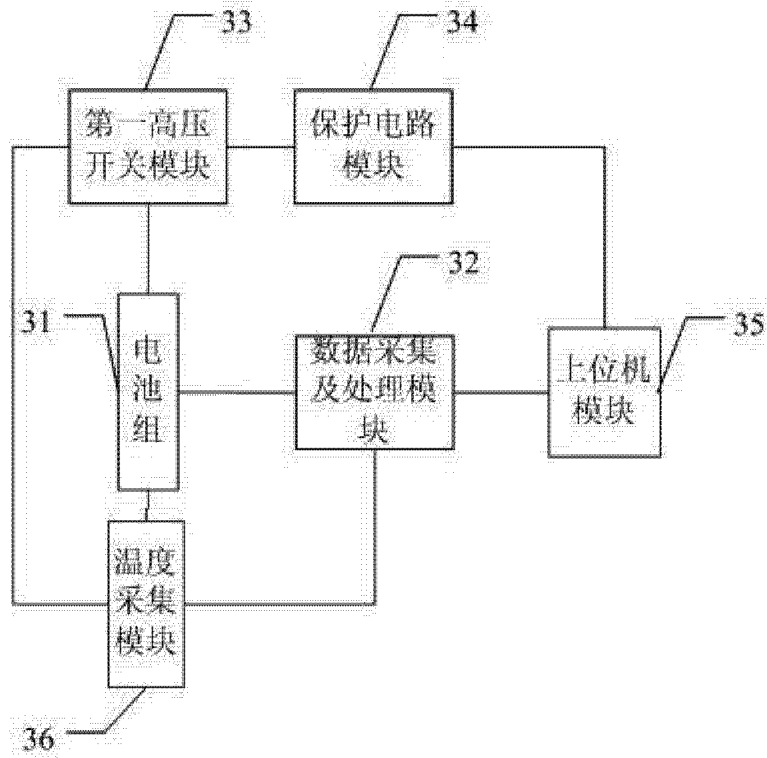 33
34
第一高压
开关模块
保护电路
模块
32
31
电
池
组
数据采集
及处理模
块
35
上位机
模块
温度
采集
模块
36